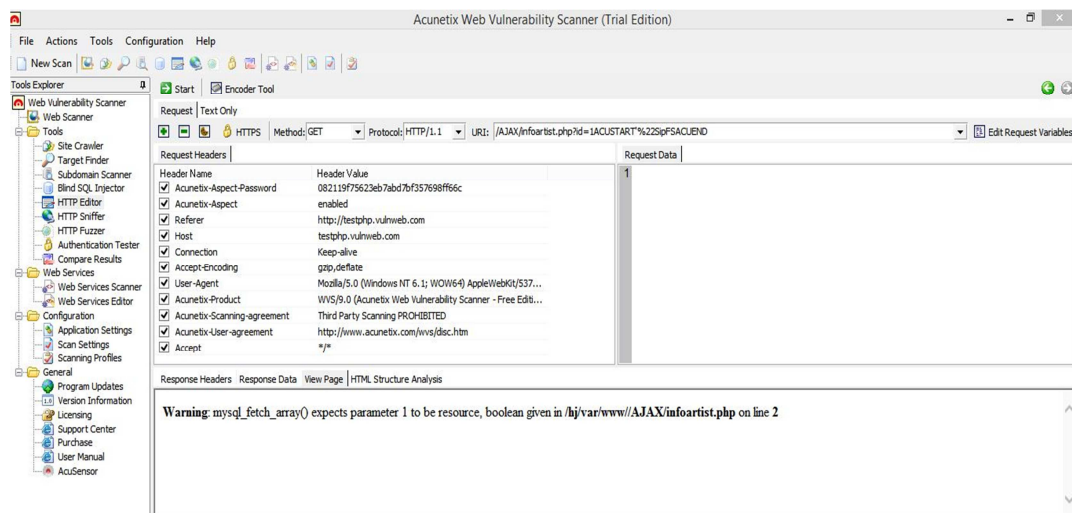 Acunetix Web Vulnerability Scanner (Trial Edition)
File Actions Tools Configuration Help
New Scan
Tools Explorer
Web Vulnerability Scanner
Web Scanner
Tools
Site Crawler
Target Finder
Subdomain Scanner
Blind SQL Injector
HTTP Editor
HTTP Sniffer
HTTP Fuzzer
Authentication Tester
Compare Results
Web Services
Web Services Scanner
Web Services Editor
Configuration
Application Settings
Scan Settings
Scanning Profiles
General
Program Updates
Version Information
Licensing
Support Center
Purchase
User Manual
AcuSensor
Start Encoder Tool
Request Text Only
HTTPS Method: GET Protocol: HTTP/1.1 URI: /AJAX/infoartist.php?id=1ACUSTART'%22SipFSACUEND Edit Request Variables
Request Headers
Header Name Header Value
Acunetix-Aspect-Password 082119f75623eb7abd7bf357698ff66c
Acunetix-Aspect enabled
Referer http://testphp.vulnweb.com
Host testphp.vulnweb.com
Connection Keep-alive
Accept-Encoding gzip,deflate
User-Agent Mozilla/5.0 (Windows NT 6.1; WOW64) AppleWebKit/537...
Acunetix-Product WVS/9.0 (Acunetix Web Vulnerability Scanner - Free Editi...
Acunetix-Scanning-agreement Third Party Scanning PROHIBITED
Acunetix-User-agreement http://www.acunetix.com/wvs/disc.htm
Accept */*
Request Data
1
Response Headers Response Data View Page HTML Structure Analysis
Warning: mysql_fetch_array() expects parameter 1 to be resource, boolean given in /hj/var/www//AJAX/infoartist.php on line 2